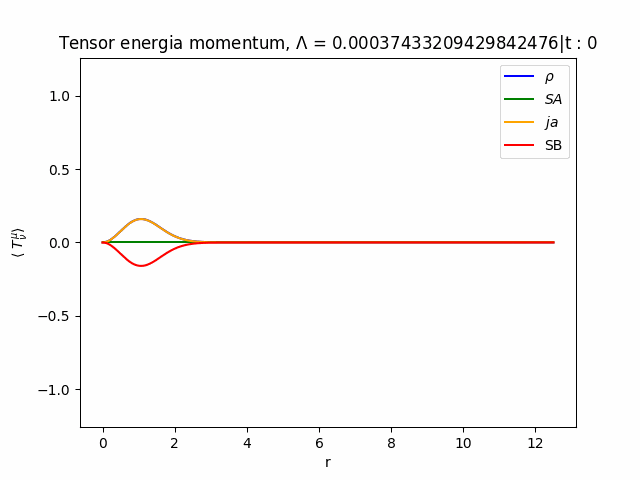 Tensor energia momentum, Λ = 0.00037433209429842476|t : 0
ρ
SA
ja
SB
1.0
0.5
0.0
−0.5
−1.0
⟨ T^μ_ν⟩
0 2 4 6 8 10 12
r